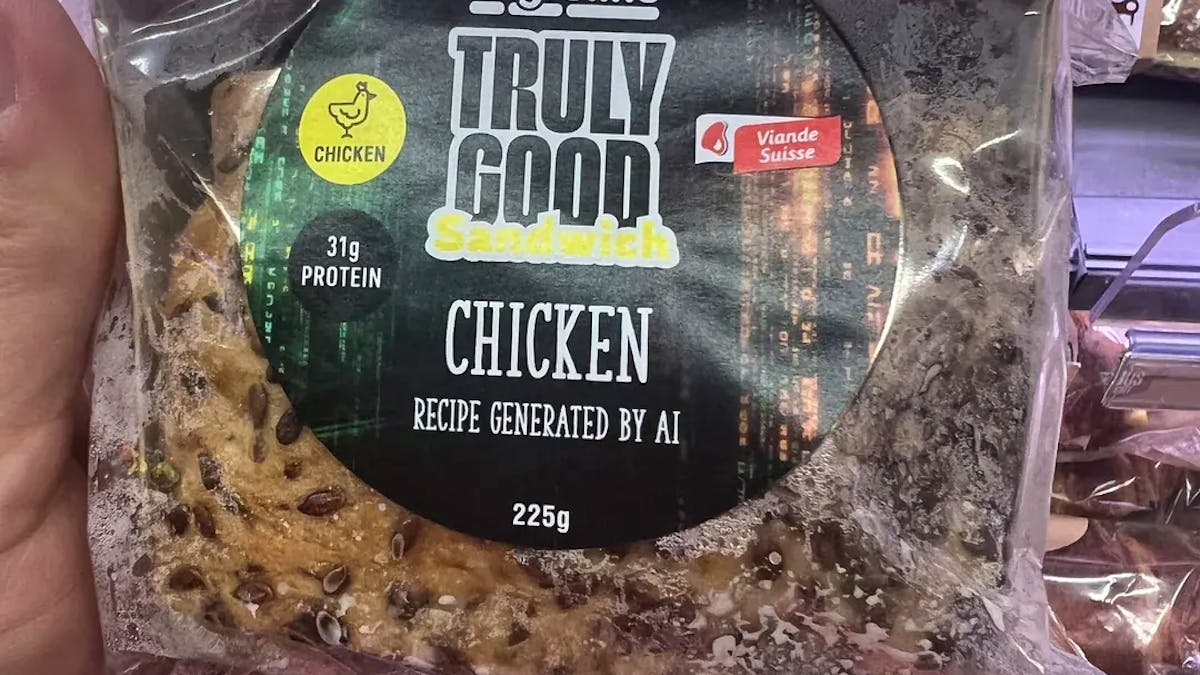 TRULY
GOOD
Sandwich
CHICKEN
31g
PROTEIN
Viande
Suisse
CHICKEN
RECIPE GENERATED BY AI
225g